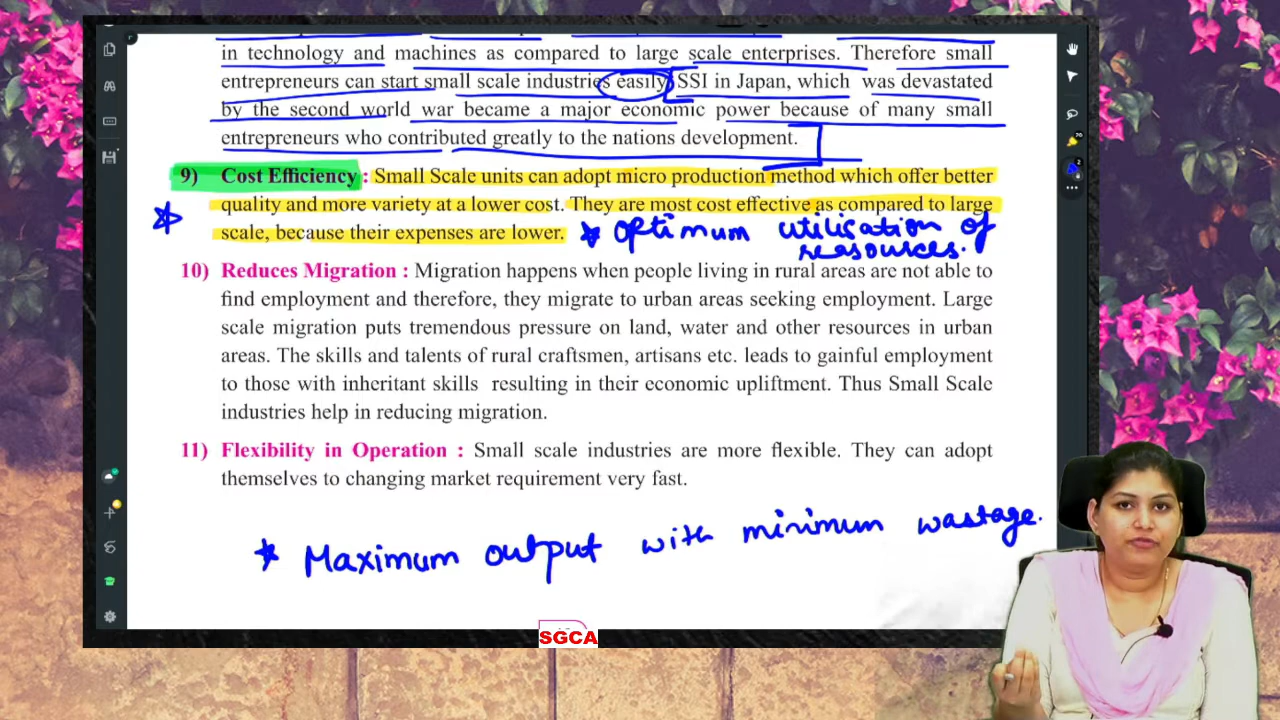 in technology and machines as compared to large scale enterprises. Therefore small
entrepreneurs can start small scale industries easily. SSI in Japan, which was devastated
by the second world war became a major economic power because of many small
entrepreneurs who contributed greatly to the nations development.
9) Cost Efficiency : Small Scale units can adopt micro production method which offer better
quality and more variety at a lower cost. They are most cost effective as compared to large
scale, because their expenses are lower. * Optimum utilisation of
resources.
10) Reduces Migration : Migration happens when people living in rural areas are not able to
find employment and therefore, they migrate to urban areas seeking employment. Large
scale migration puts tremendous pressure on land, water and other resources in urban
areas. The skills and talents of rural craftsmen, artisans etc. leads to gainful employment
to those with inheritant skills resulting in their economic upliftment. Thus Small Scale
industries help in reducing migration.
11) Flexibility in Operation : Small scale industries are more flexible. They can adopt
themselves to changing market requirement very fast.
* Maximum output with minimum wastage.
SGCA